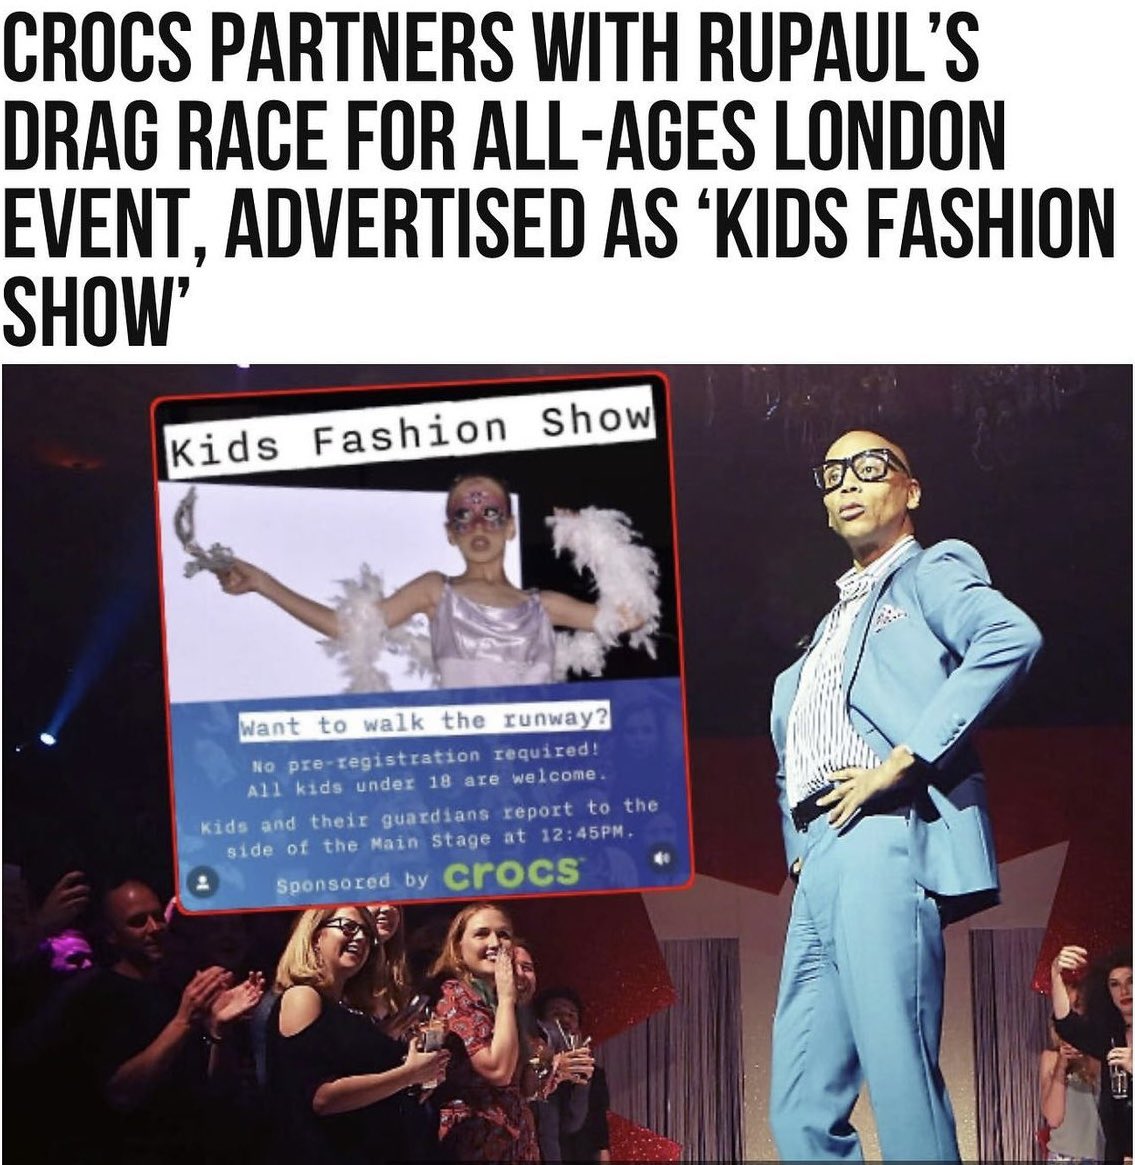 CROCS PARTNERS WITH RUPAUL’S
DRAG RACE FOR ALL-AGES LONDON
EVENT, ADVERTISED AS ‘KIDS FASHION
SHOW’
Kids Fashion Show
Want to walk the runway?
No pre-registration required!
All kids under 18 are welcome.
Kids and their guardians report to the
side of the Main Stage at 12:45PM.
Sponsored by crocs™